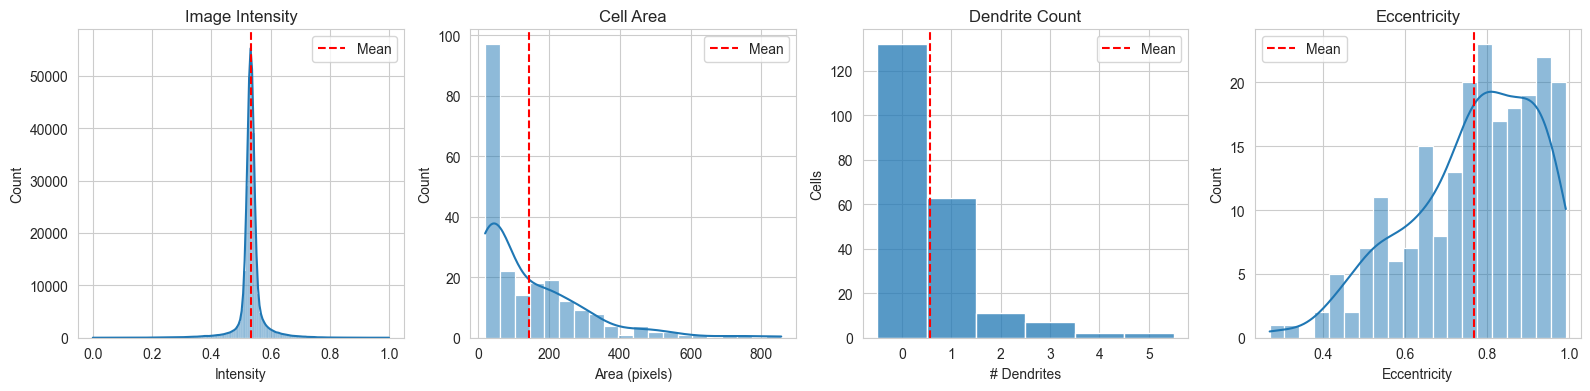 Image Intensity
Mean
50000
40000
30000
20000
10000
0
Count
0.0 0.2 0.4 0.6 0.8 1.0
Intensity
Cell Area
Mean
100
80
60
40
20
0
Count
0 200 400 600 800
Area (pixels)
Dendrite Count
Mean
120
100
80
60
40
20
0
Cells
0 1 2 3 4 5
# Dendrites
Eccentricity
Mean
20
15
10
5
0
Count
0.4 0.6 0.8 1.0
Eccentricity